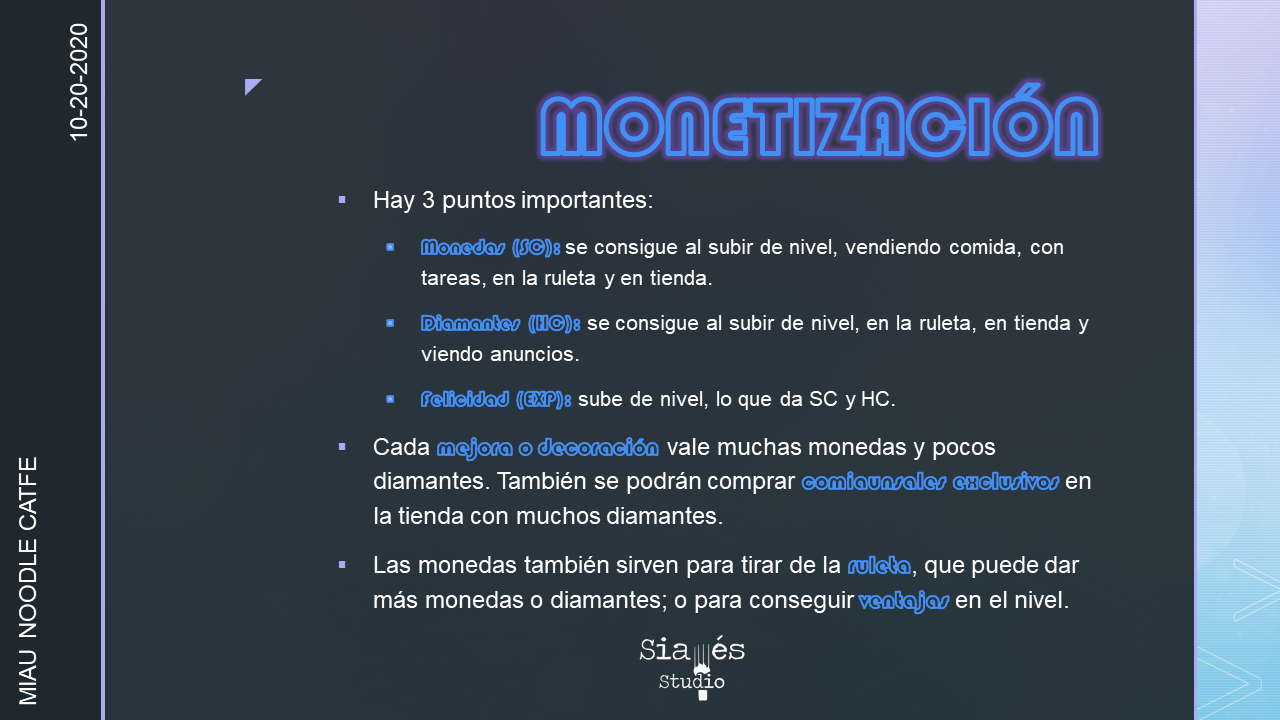 10-20-2020
MIAU NOODLE CATFE
MONETIZACIÓN
Hay 3 puntos importantes:
Monedas (SC): se consigue al subir de nivel, vendiendo comida, con
tareas, en la ruleta y en tienda.
Diamantes (HC): se consigue al subir de nivel, en la ruleta, en tienda y
viendo anuncios.
Felicidad (EXP): sube de nivel, lo que da SC y HC.
Cada mejora o decoración vale muchas monedas y pocos
diamantes. También se podrán comprar comiaunsales exclusivos en
la tienda con muchos diamantes.
Las monedas también sirven para tirar de la ruleta, que puede dar
más monedas o diamantes; o para conseguir ventajas en el nivel.
Siamés
Studio